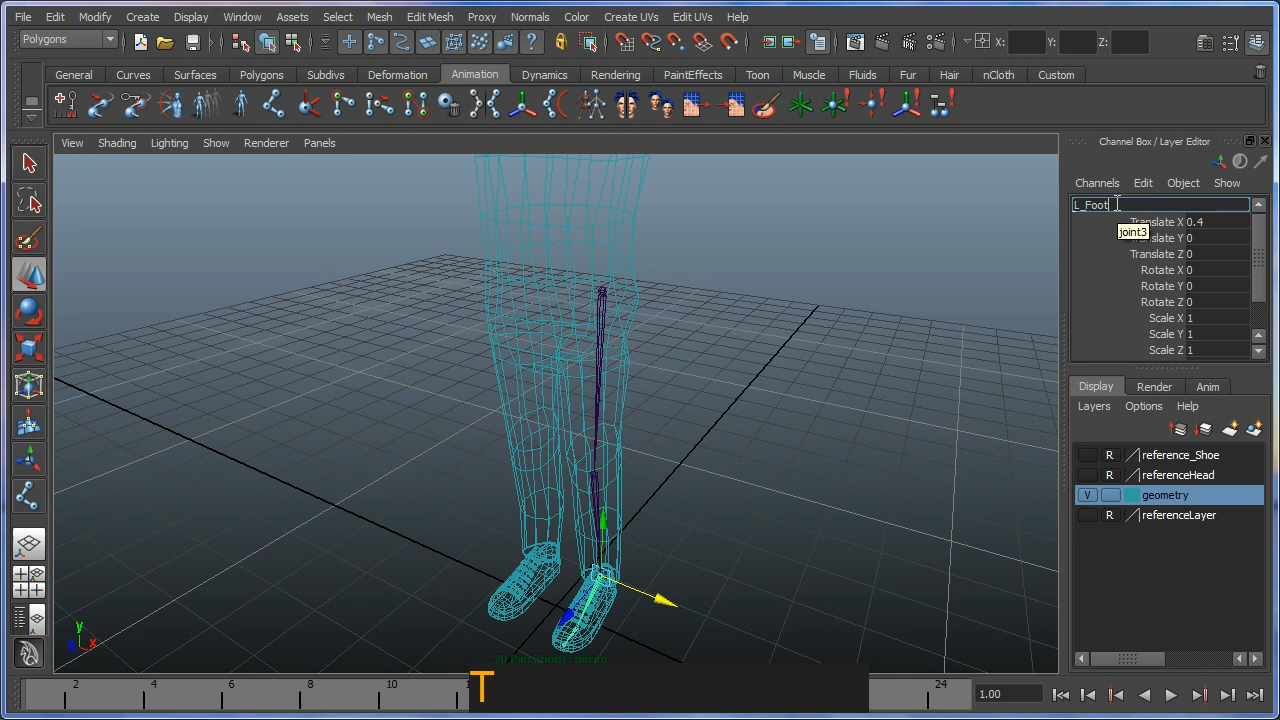 File Edit Modify Create Display Window Assets Select Mesh Edit Mesh Proxy Normals Color Create UVs Edit UVs Help
Polygons X: Y: Z:
General Curves Surfaces Polygons Subdivs Deformation Animation Dynamics Rendering PaintEffects Toon Muscle Fluids Fur Hair nCloth Custom
View Shading Lighting Show Renderer Panels
Channel Box / Layer Editor
Channels Edit Object Show
L_Foot
Translate X 0.4
joint3
Translate Y 0
Translate Z 0
Rotate X 0
Rotate Y 0
Rotate Z 0
Scale X 1
Scale Y 1
Scale Z 1
Display Render Anim
Layers Options Help
R reference_Shoe
R referenceHead
V geometry
R referenceLayer
y
z x
2D Pan/Zoom : persp
2 4 6 8 10 24
1.00
T